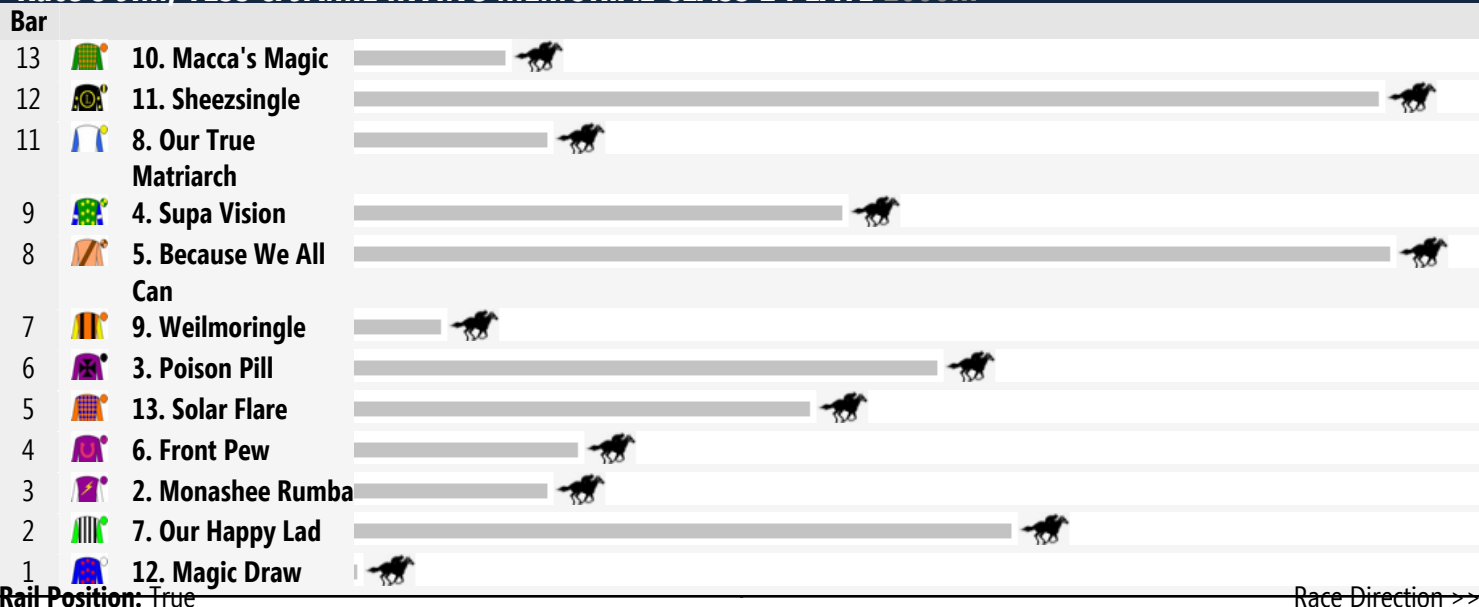 Bar
13 10. Macca's Magic
12 11. Sheezsingle
11 8. Our True
Matriarch
9 4. Supa Vision
8 5. Because We All
Can
7 9. Weilmoringle
6 3. Poison Pill
5 13. Solar Flare
4 6. Front Pew
3 2. Monashee Rumba
2 7. Our Happy Lad
1 12. Magic Draw
Rail Position: True Race Direction >>